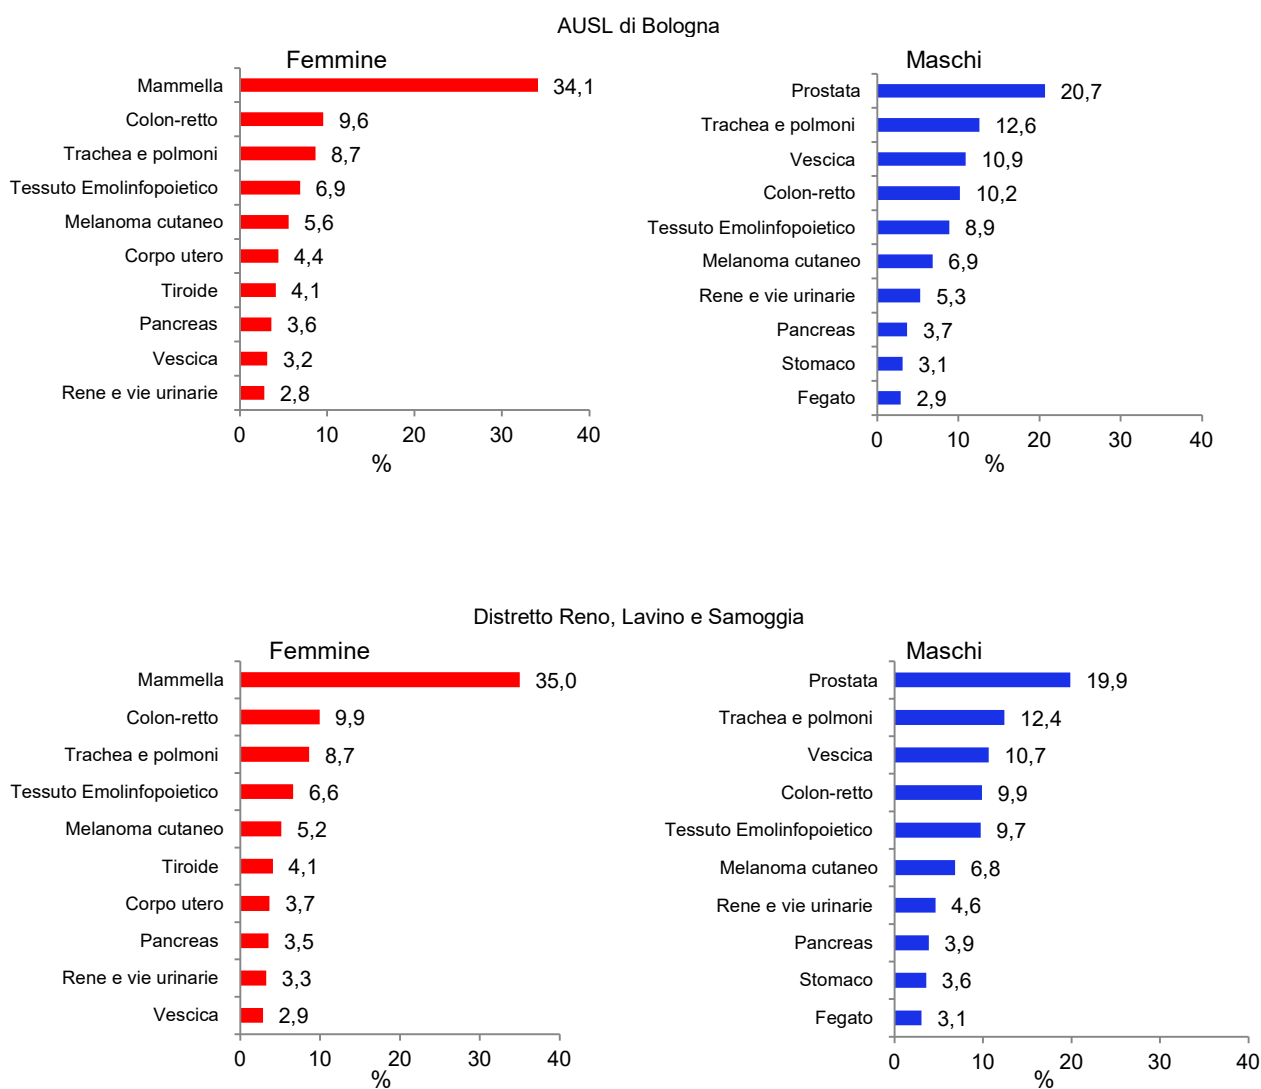 AUSL di Bologna
Femmine
Mammella 34,1
Colon-retto 9,6
Trachea e polmoni 8,7
Tessuto Emolinfopoietico 6,9
Melanoma cutaneo 5,6
Corpo utero 4,4
Tiroide 4,1
Pancreas 3,6
Vescica 3,2
Rene e vie urinarie 2,8
0 10 20 30 40
%
Maschi
Prostata 20,7
Trachea e polmoni 12,6
Vescica 10,9
Colon-retto 10,2
Tessuto Emolinfopoietico 8,9
Melanoma cutaneo 6,9
Rene e vie urinarie 5,3
Pancreas 3,7
Stomaco 3,1
Fegato 2,9
0 10 20 30 40
%
Distretto Reno, Lavino e Samoggia
Femmine
Mammella 35,0
Colon-retto 9,9
Trachea e polmoni 8,7
Tessuto Emolinfopoietico 6,6
Melanoma cutaneo 5,2
Tiroide 4,1
Corpo utero 3,7
Pancreas 3,5
Rene e vie urinarie 3,3
Vescica 2,9
0 10 20 30 40
%
Maschi
Prostata 19,9
Trachea e polmoni 12,4
Vescica 10,7
Colon-retto 9,9
Tessuto Emolinfopoietico 9,7
Melanoma cutaneo 6,8
Rene e vie urinarie 4,6
Pancreas 3,9
Stomaco 3,6
Fegato 3,1
0 10 20 30 40
%